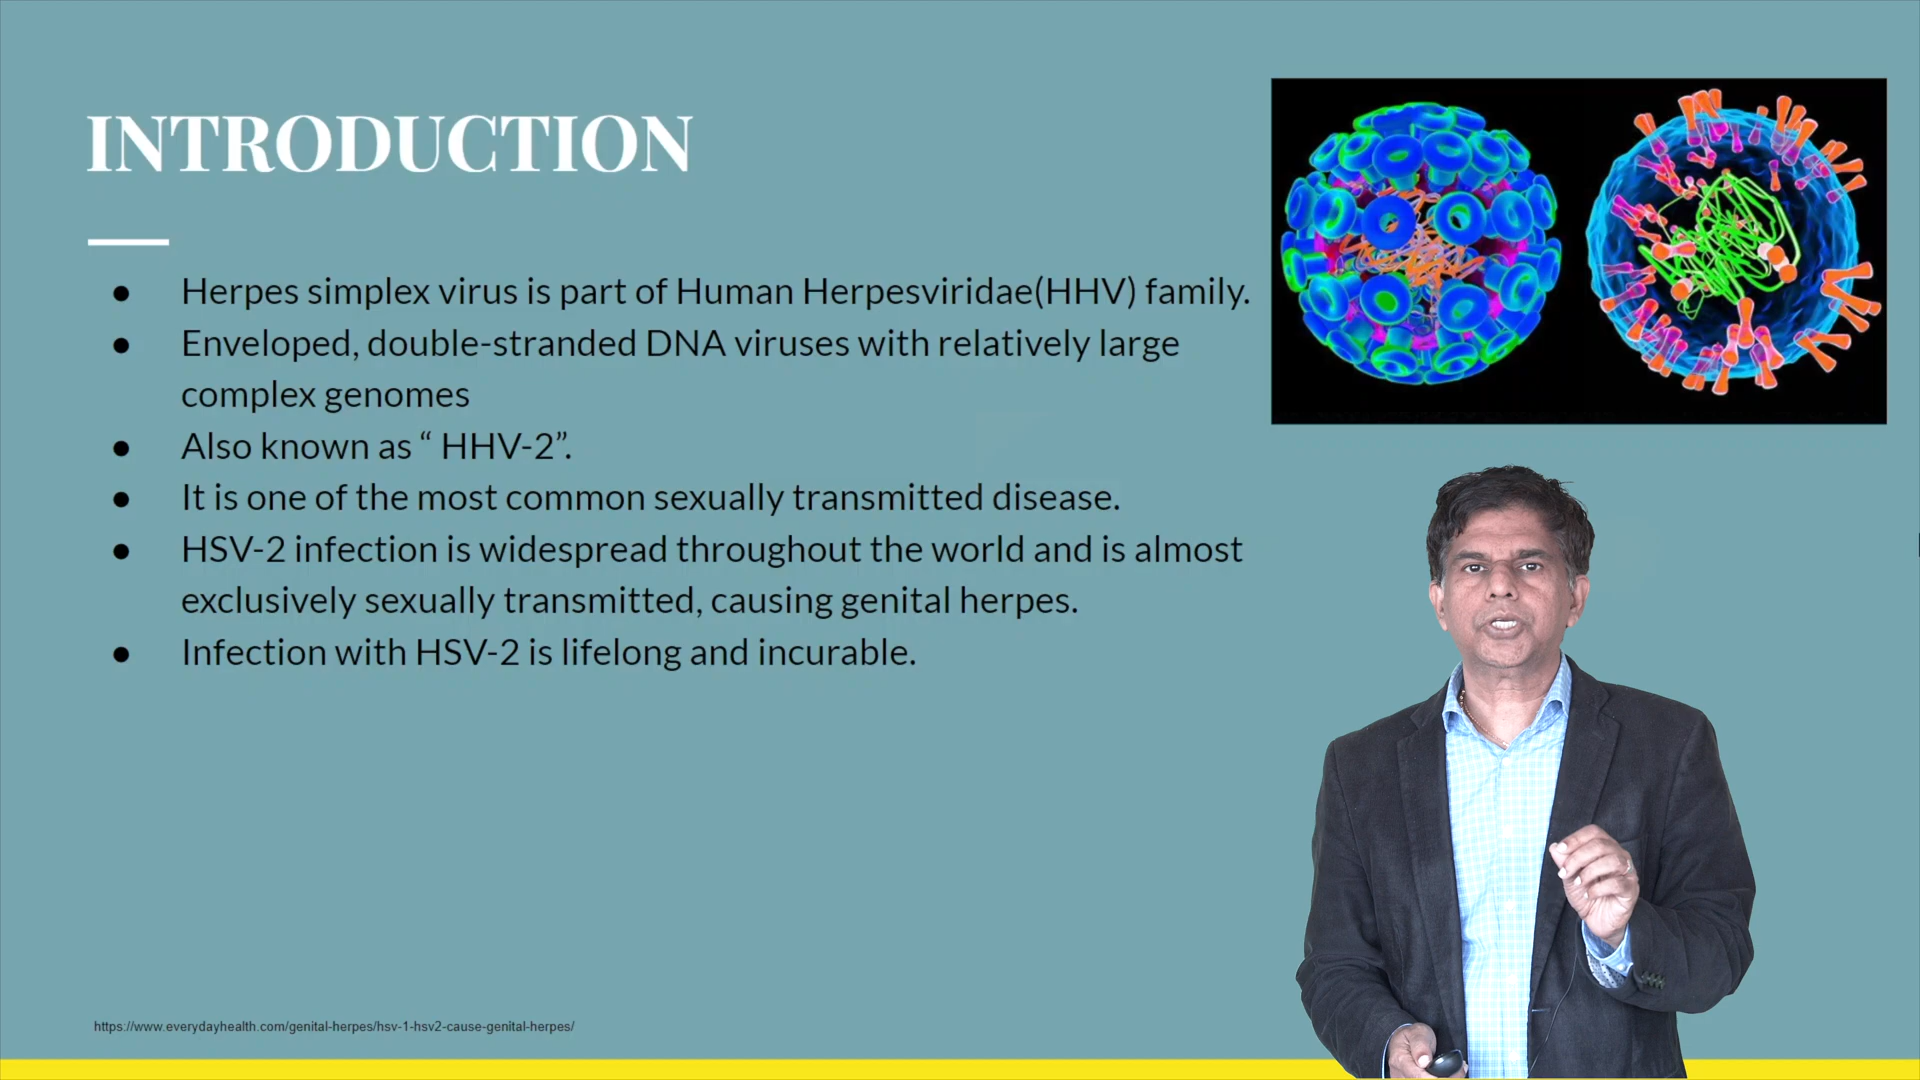 INTRODUCTION
● Herpes simplex virus is part of Human Herpesviridae(HHV) family.
● Enveloped, double-stranded DNA viruses with relatively large
complex genomes
● Also known as “ HHV-2”.
● It is one of the most common sexually transmitted disease.
● HSV-2 infection is widespread throughout the world and is almost
exclusively sexually transmitted, causing genital herpes.
● Infection with HSV-2 is lifelong and incurable.
https://www.everydayhealth.com/genital-herpes/hsv-1-hsv2-cause-genital-herpes/